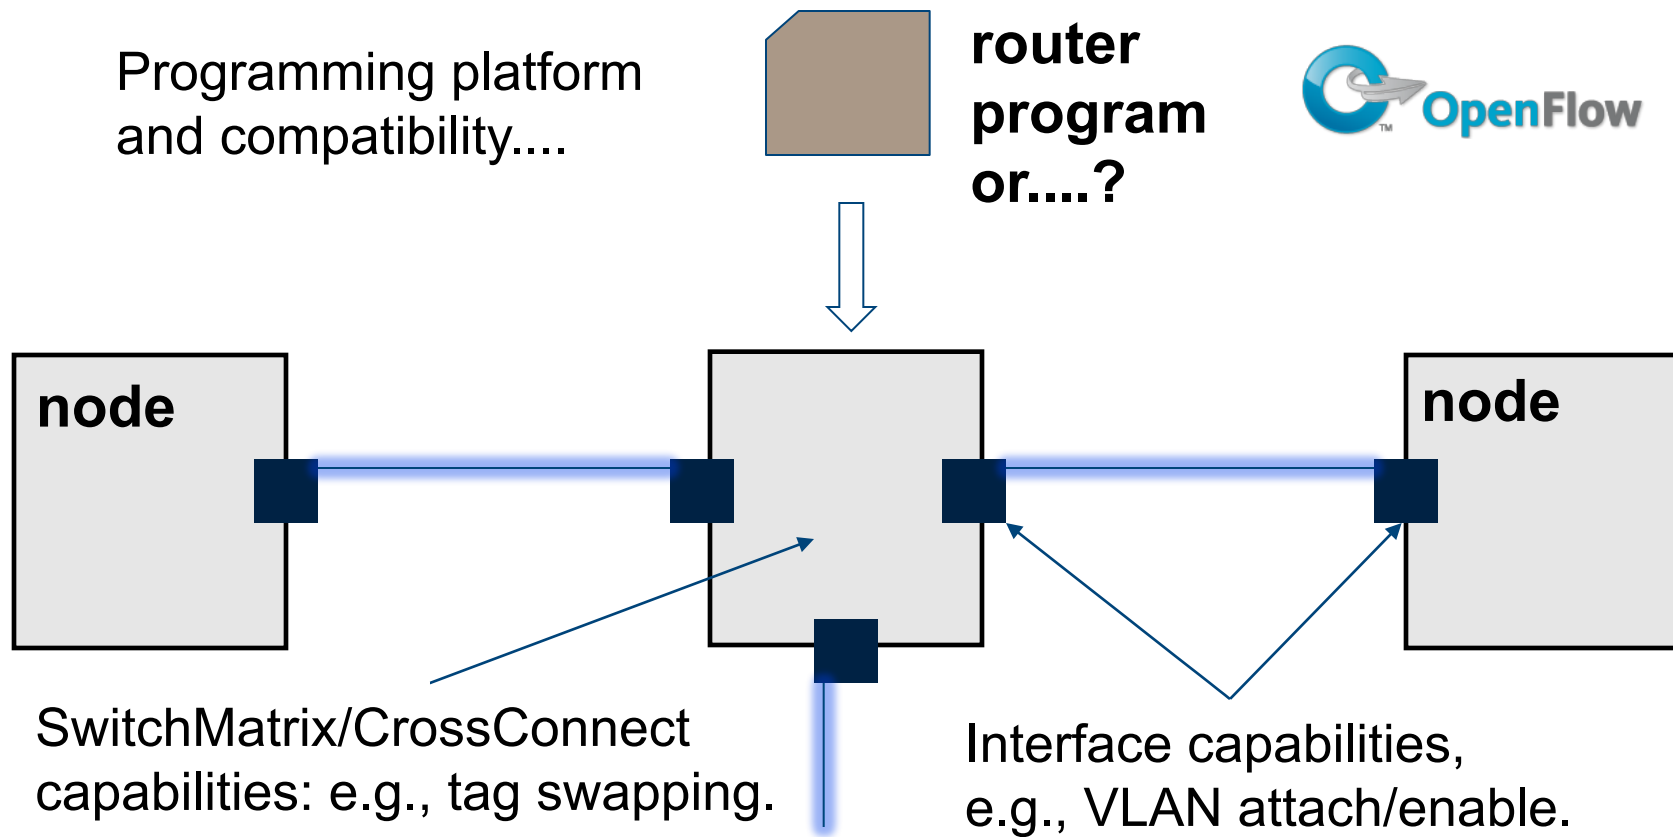 Programming platform
and compatibility....
router
program
or....?
OpenFlow
TM
node
node
SwitchMatrix/CrossConnect
capabilities: e.g., tag swapping.
Interface capabilities,
e.g., VLAN attach/enable.